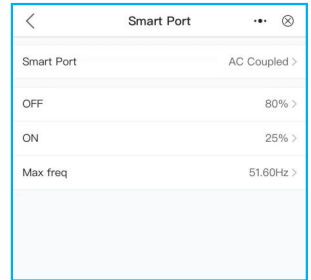 Smart Port
Smart Port AC Coupled >
OFF 80% >
ON 25% >
Max freq 51.60Hz >